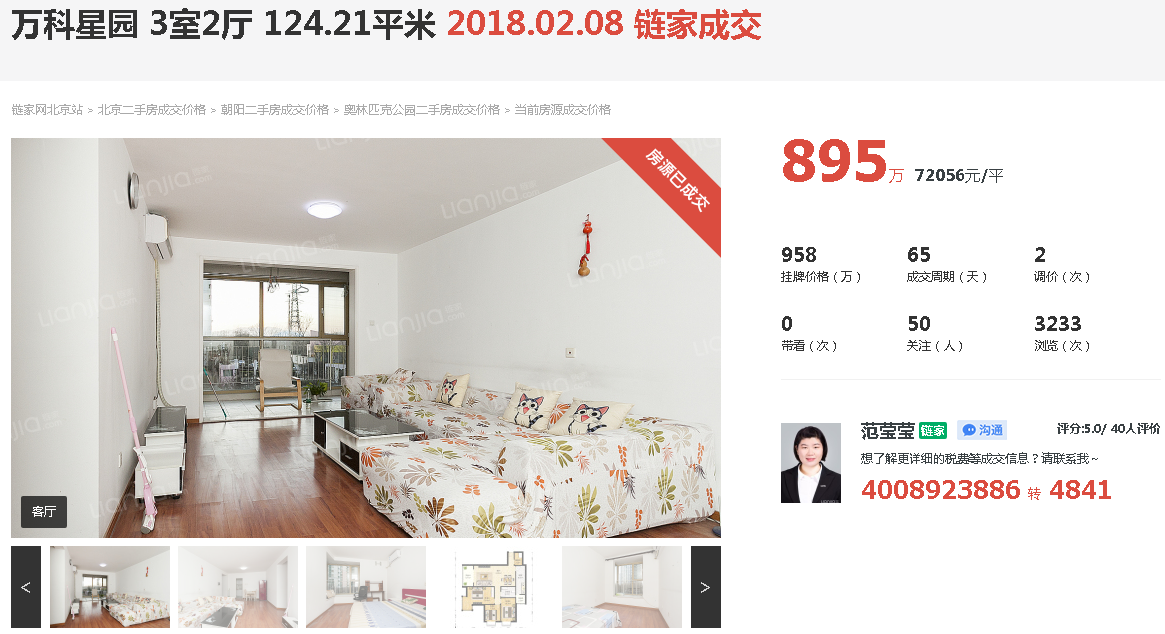 万科星园 3室2厅 124.21平米 2018.02.08 链家成交
链家网北京站 > 北京二手房成交价格 > 朝阳二手房成交价格 > 奥林匹克公园二手房成交价格 > 当前房源成交价格
房源已成交
895万 72056元/平
958 65 2
挂牌价格（万） 成交周期（天） 调价（次）
0 50 3233
带看（次） 关注（人） 浏览（次）
范莹莹 链家 沟通 评分:5.0/ 40人评价
想了解更详细的税费等成交信息？请联系我～
4008923886 转 4841
lianjia
lianjia
lianjia
lianjia
lianjia
客厅
< >